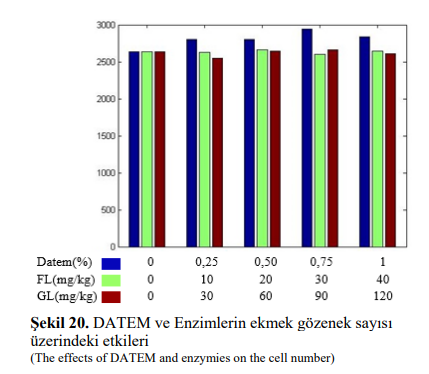 3000
2500
2000
1500
1000
500
0
Datem(%) 0 0,25 0,50 0,75 1
FL(mg/kg) 0 10 20 30 40
GL(mg/kg) 0 30 60 90 120
Şekil 20. DATEM ve Enzimlerin ekmek gözenek sayısı
üzerindeki etkileri
(The effects of DATEM and enzymies on the cell number)